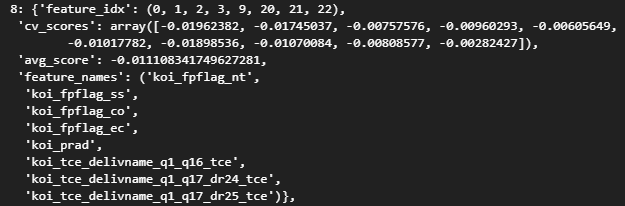 8: {'feature_idx': (0, 1, 2, 3, 9, 20, 21, 22),
'cv_scores': array([-0.01962382, -0.01745037, -0.00757576, -0.00960293, -0.00605649,
-0.01017782, -0.01898536, -0.01070084, -0.00808577, -0.00282427]),
'avg_score': -0.011108341749627281,
'feature_names': ('koi_fpflag_nt',
'koi_fpflag_ss',
'koi_fpflag_co',
'koi_fpflag_ec',
'koi_prad',
'koi_tce_delivname_q1_q16_tce',
'koi_tce_delivname_q1_q17_dr24_tce',
'koi_tce_delivname_q1_q17_dr25_tce')},